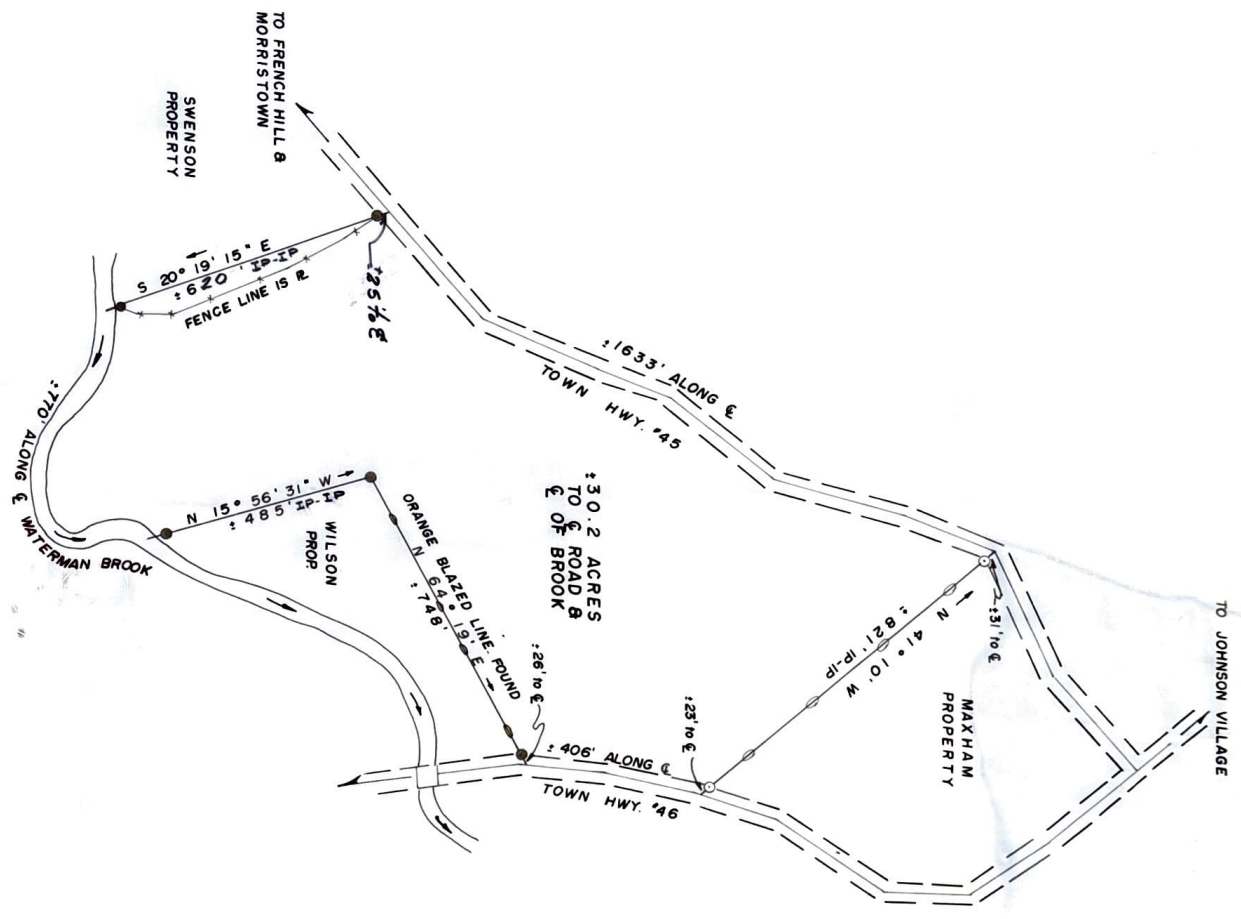 TO FRENCH HILL &
MORRISTOWN
SWENSON
PROPERTY
S 20° 19' 15" E
± 620 ' IP-IP
FENCE LINE IS ⅊
±25' to ℄
±1633' ALONG ℄
TOWN HWY. #45
±770' ALONG ℄ WATERMAN BROOK
N 15° 56' 31" W
± 485' IP-IP
WILSON
PROP.
ORANGE BLAZED LINE FOUND
N 64° 19' E
± 748'
±30.2 ACRES
TO ℄ ROAD &
℄ OF BROOK
±26' to ℄
± 406' ALONG ℄
TOWN HWY. #46
±23' to ℄
N 41° 10' W
± 821' IP-IP
±31' to ℄
MAXHAM
PROPERTY
TO JOHNSON VILLAGE